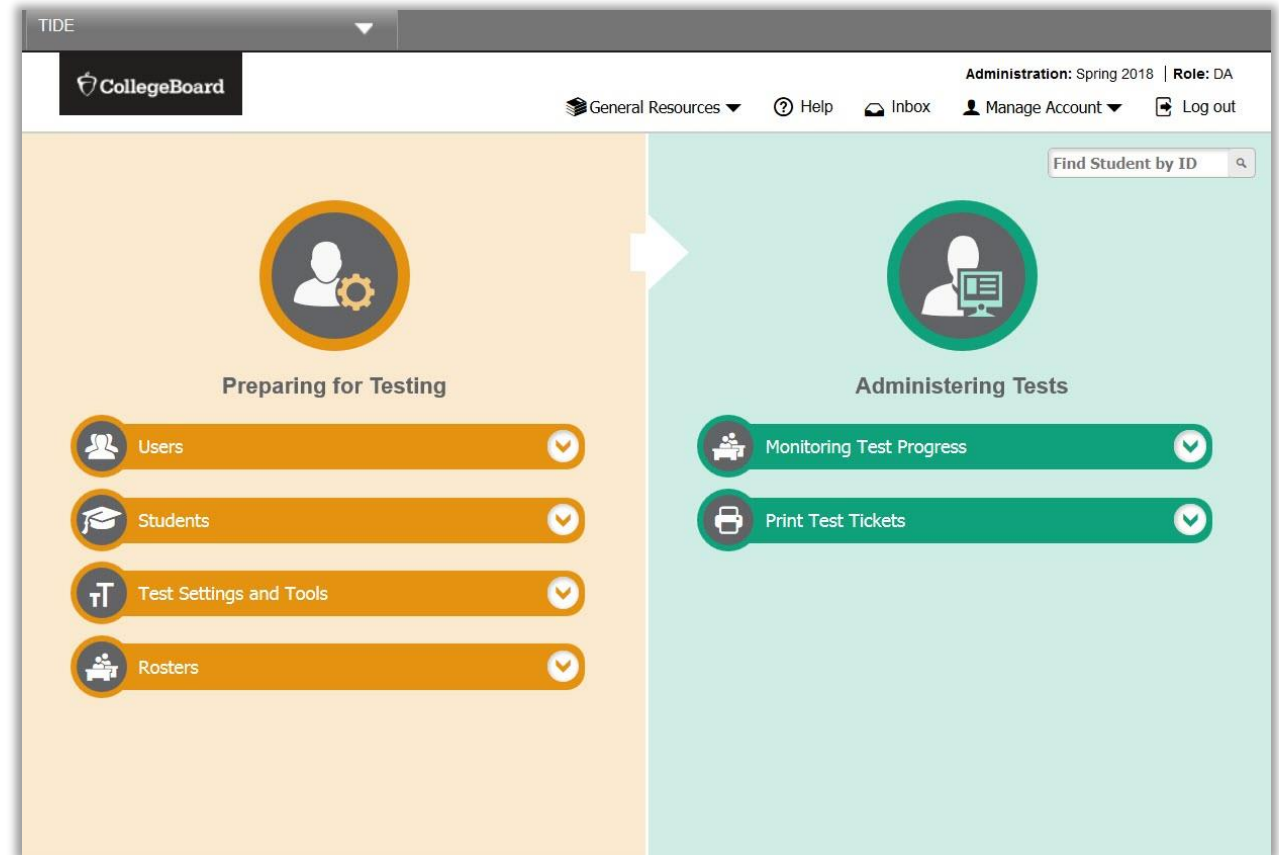 TIDE
CollegeBoard
Administration: Spring 2018 | Role: DA
General Resources Help Inbox Manage Account Log out
Find Student by ID
Preparing for Testing
Users
Students
TT Test Settings and Tools
Rosters
Administering Tests
Monitoring Test Progress
Print Test Tickets